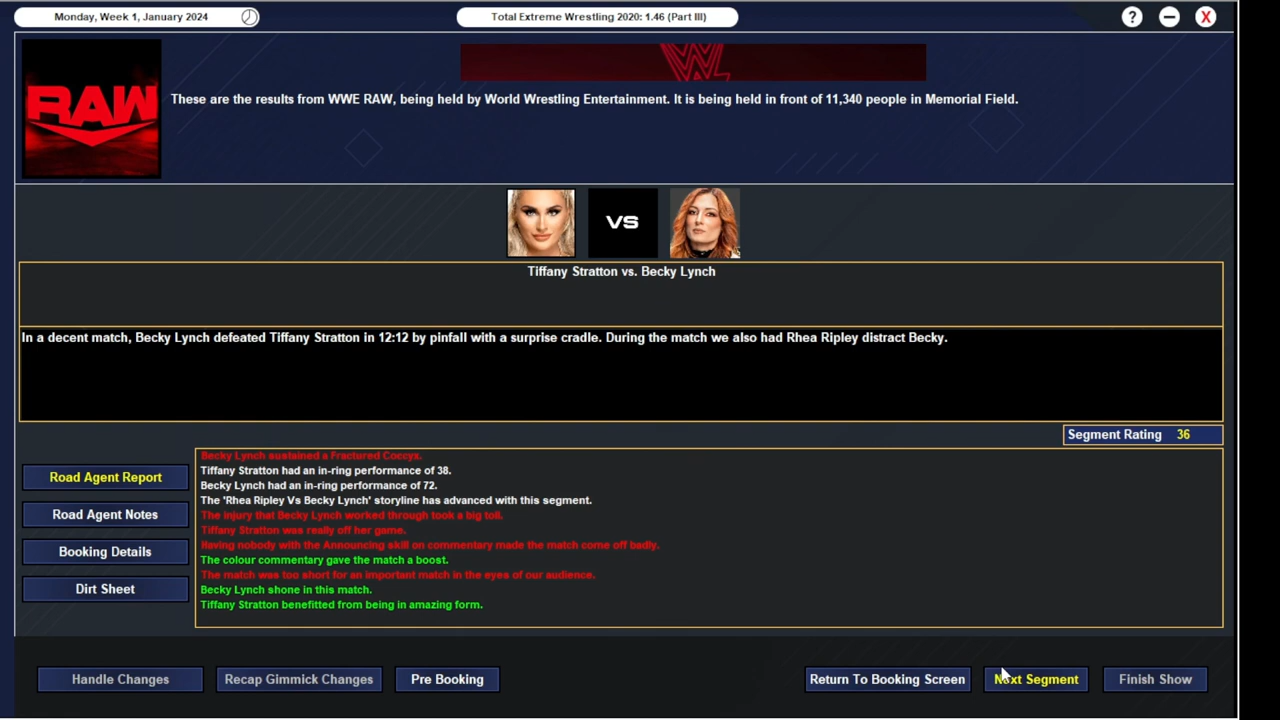 Monday, Week 1, January 2024
Total Extreme Wrestling 2020: 1.46 (Part III)
?
X
RAW
These are the results from WWE RAW, being held by World Wrestling Entertainment. It is being held in front of 11,340 people in Memorial Field.
VS
Tiffany Stratton vs. Becky Lynch
In a decent match, Becky Lynch defeated Tiffany Stratton in 12:12 by pinfall with a surprise cradle. During the match we also had Rhea Ripley distract Becky.
Segment Rating 36
Road Agent Report
Road Agent Notes
Booking Details
Dirt Sheet
Becky Lynch sustained a Fractured Coccyx.
Tiffany Stratton had an in-ring performance of 38.
Becky Lynch had an in-ring performance of 72.
The 'Rhea Ripley Vs Becky Lynch' storyline has advanced with this segment.
The injury that Becky Lynch worked through took a big toll.
Tiffany Stratton was really off her game.
Having nobody with the Announcing skill on commentary made the match come off badly.
The colour commentary gave the match a boost.
The match was too short for an important match in the eyes of our audience.
Becky Lynch shone in this match.
Tiffany Stratton benefitted from being in amazing form.
Handle Changes
Recap Gimmick Changes
Pre Booking
Return To Booking Screen
Next Segment
Finish Show